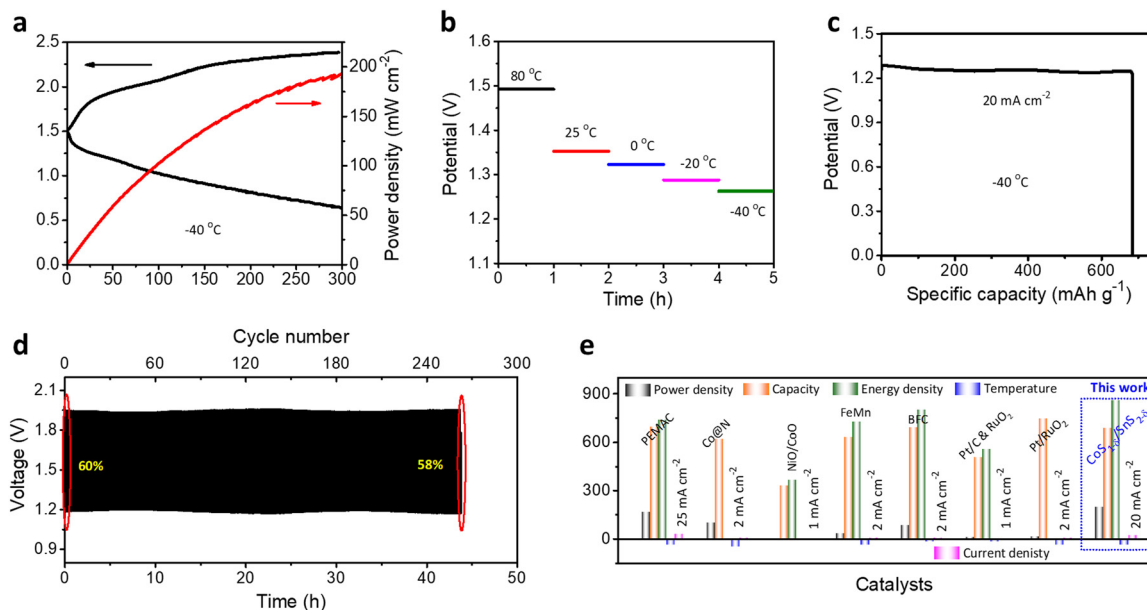 a
2.5
2.0
1.5
1.0
0.5
0.0
0 50 100 150 200 250 300
200
150
100
50
0
Power density (mW cm-2)
-40 °C
b
1.6
1.5
1.4
1.3
1.2
1.1
Potential (V)
80 °C
25 °C
0 °C
-20 °C
-40 °C
0 1 2 3 4 5
Time (h)
c
1.5
1.2
0.9
0.6
0.3
0.0
Potential (V)
20 mA cm-2
-40 °C
0 200 400 600
Specific capacity (mAh g-1)
d
Cycle number
0 60 120 180 240 300
2.1
1.8
1.5
1.2
0.9
Voltage (V)
60%
58%
0 10 20 30 40 50
Time (h)
e
900
600
300
0
Power density Capacity Energy density Temperature
This work
PEMAC
25 mA cm-2
Co@N
2 mA cm-2
NiO/CoO
1 mA cm-2
FeMn
2 mA cm-2
BFC
2 mA cm-2
Pt/C & RuO2
1 mA cm-2
Pt/RuO2
2 mA cm-2
CoS1-δ/SnS2-δ
20 mA cm-2
Current denisty
Catalysts